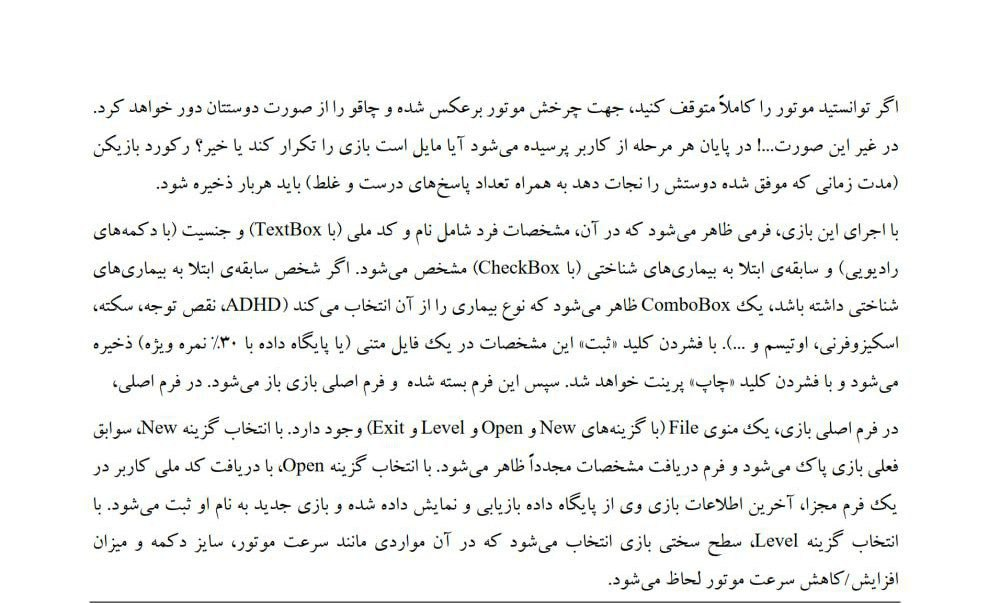 اگر توانستید موتور را کاملاً متوقف کنید، جهت چرخش موتور برعکس شده و چاقو را از صورت دوستتان دور خواهد کرد.
در غیر این صورت...! در پایان هر مرحله از کاربر پرسیده می‌شود آیا مایل است بازی را تکرار کند یا خیر؟ رکورد بازیکن
(مدت زمانی که موفق شده دوستش را نجات دهد به همراه تعداد پاسخ‌های درست و غلط) باید هربار ذخیره شود.
با اجرای این بازی، فرمی ظاهر می‌شود که در آن، مشخصات فرد شامل نام و کد ملی (با TextBox) و جنسیت (با دکمه‌های
رادیویی) و سابقه‌ی ابتلا به بیماری‌های شناختی (با CheckBox) مشخص می‌شود. اگر شخص سابقه‌ی ابتلا به بیماری‌های
شناختی داشته باشد، یک ComboBox ظاهر می‌شود که نوع بیماری را از آن انتخاب می‌کند (ADHD، نقص توجه، سکته،
اسکیزوفرنی، اوتیسم و ...). با فشردن کلید «ثبت» این مشخصات در یک فایل متنی (یا پایگاه داده با ۳۰٪ نمره ویژه) ذخیره
می‌شود و با فشردن کلید «چاپ» پرینت خواهد شد. سپس این فرم بسته شده و فرم اصلی بازی باز می‌شود. در فرم اصلی،
در فرم اصلی بازی، یک منوی File (با گزینه‌های New و Open و Level و Exit) وجود دارد. با انتخاب گزینه New، سوابق
فعلی بازی پاک می‌شود و فرم دریافت مشخصات مجدداً ظاهر می‌شود. با انتخاب گزینه Open، با دریافت کد ملی کاربر در
یک فرم مجزا، آخرین اطلاعات بازی وی از پایگاه داده بازیابی و نمایش داده شده و بازی جدید به نام او ثبت می‌شود. با
انتخاب گزینه Level، سطح سختی بازی انتخاب می‌شود که در آن مواردی مانند سرعت موتور، سایز دکمه و میزان
افزایش/کاهش سرعت موتور لحاظ می‌شود.